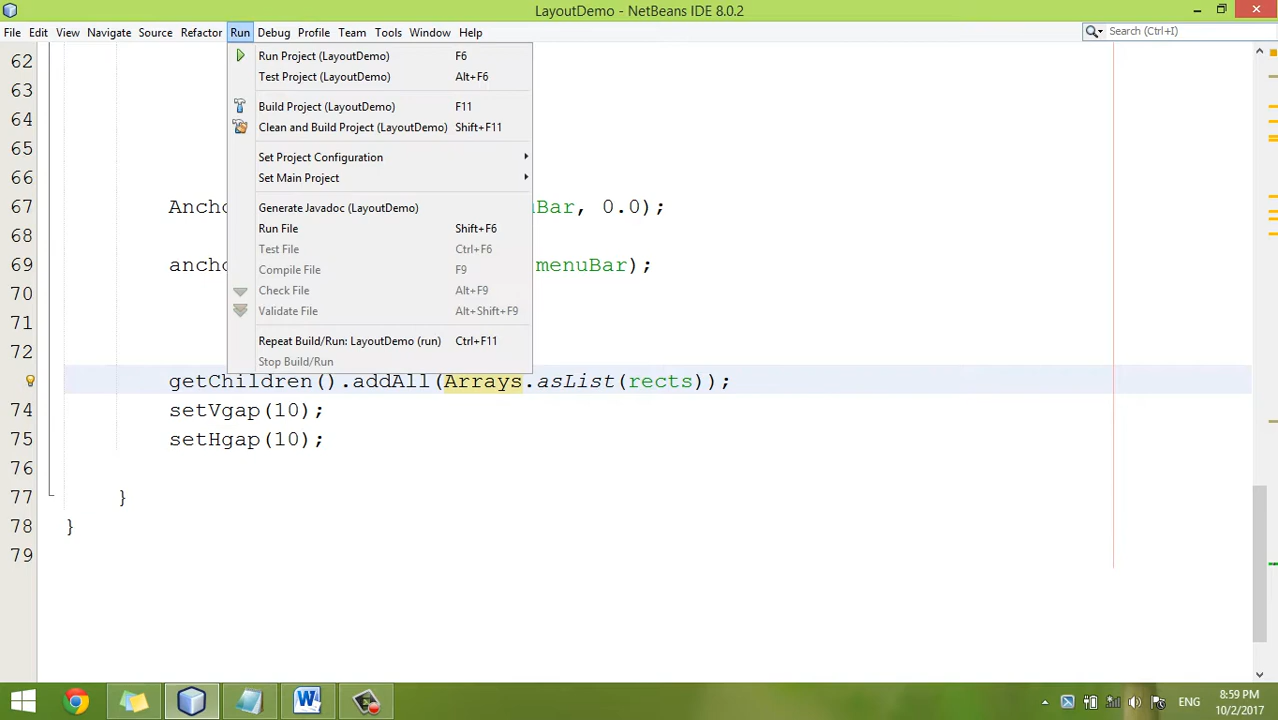 LayoutDemo - NetBeans IDE 8.0.2
File Edit View Navigate Source Refactor Run Debug Profile Team Tools Window Help
Search (Ctrl+I)
Run Project (LayoutDemo) F6
Test Project (LayoutDemo) Alt+F6
Build Project (LayoutDemo) F11
Clean and Build Project (LayoutDemo) Shift+F11
Set Project Configuration
Set Main Project
Generate Javadoc (LayoutDemo)
Run File Shift+F6
Test File Ctrl+F6
Compile File F9
Check File Alt+F9
Validate File Alt+Shift+F9
Repeat Build/Run: LayoutDemo (run) Ctrl+F11
Stop Build/Run
62
63
64
65
66
67 Ancho uBar, 0.0);
68
69 ancho menuBar);
70
71
72
getChildren().addAll(Arrays.asList(rects));
74 setVgap(10);
75 setHgap(10);
76
77 }
78 }
79
ENG
8:59 PM
10/2/2017